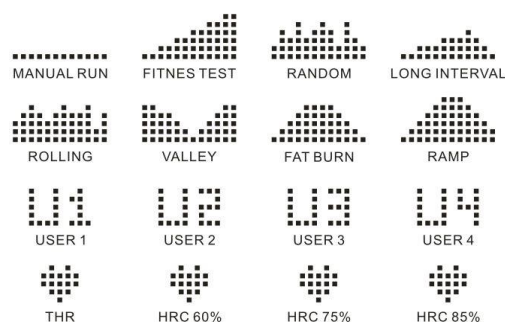 MANUAL RUN FITNES TEST RANDOM LONG INTERVAL
ROLLING VALLEY FAT BURN RAMP
U1 U2 U3 U4
USER 1 USER 2 USER 3 USER 4
THR HRC 60% HRC 75% HRC 85%